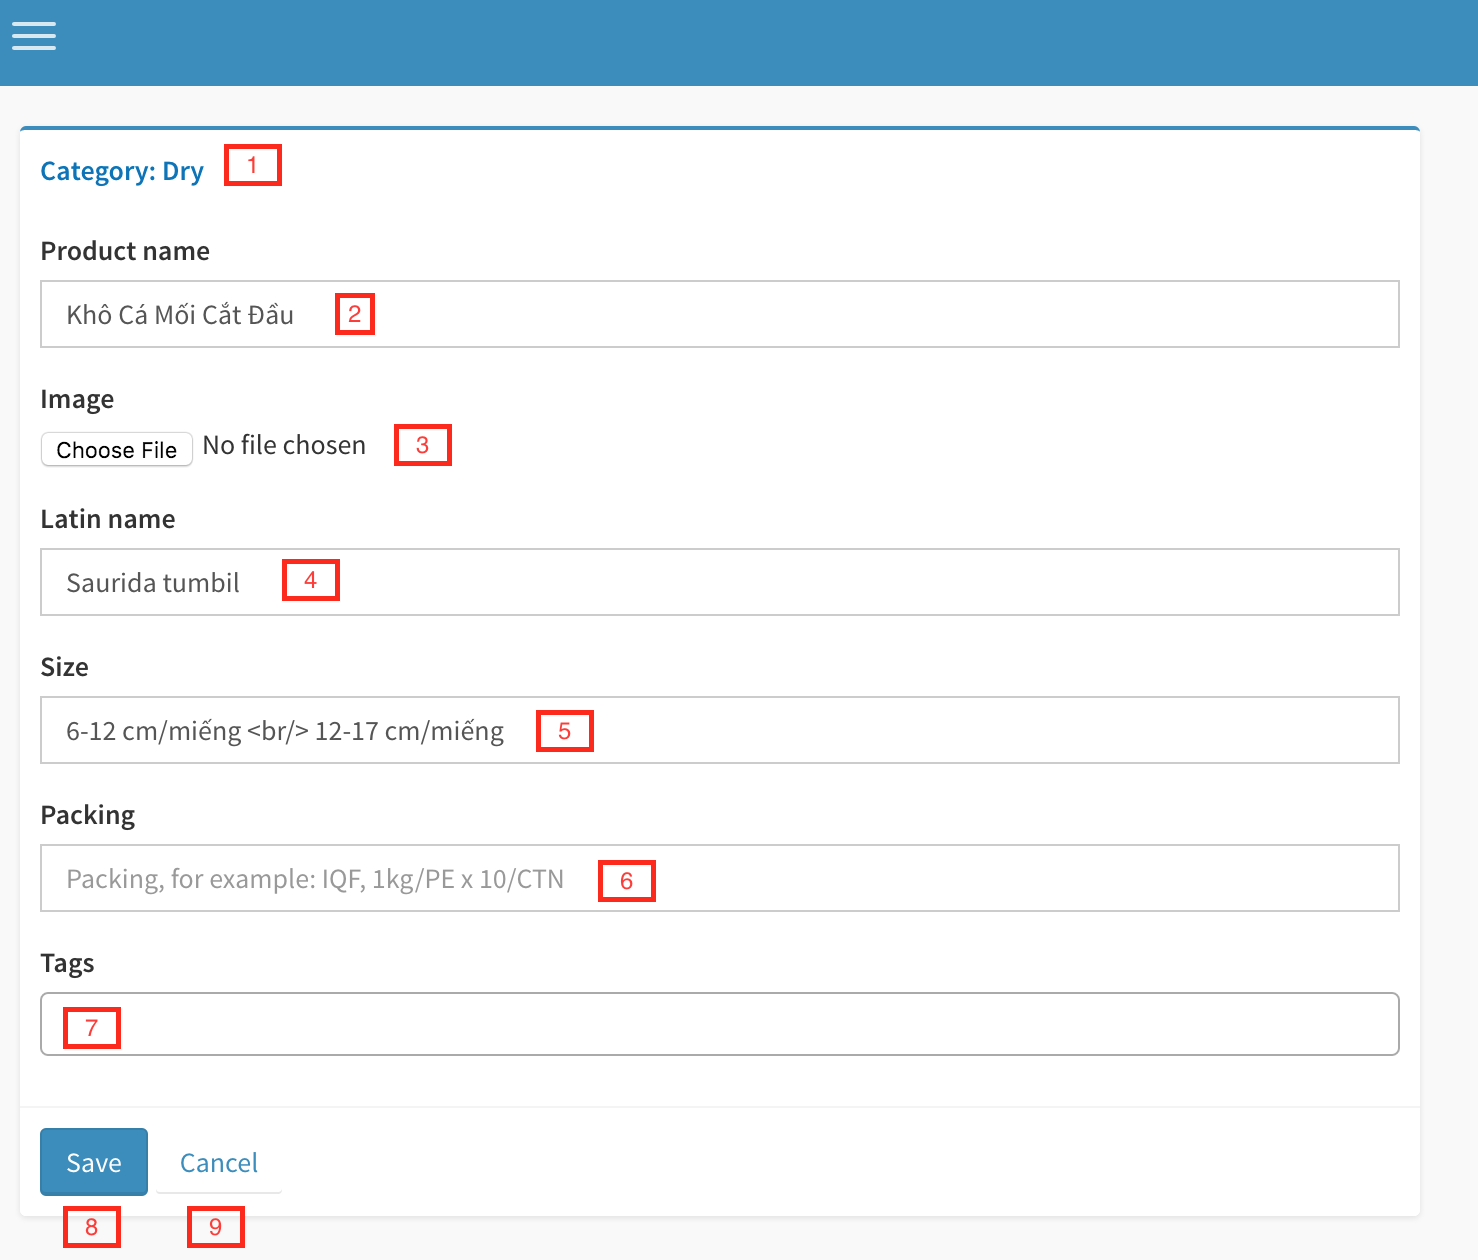 Category: Dry 1
Product name
Khô Cá Mối Cắt Đầu 2
Image
Choose File No file chosen 3
Latin name
Saurida tumbil 4
Size
6-12 cm/miếng <br/> 12-17 cm/miếng 5
Packing
Packing, for example: IQF, 1kg/PE x 10/CTN 6
Tags
7
Save Cancel
8 9